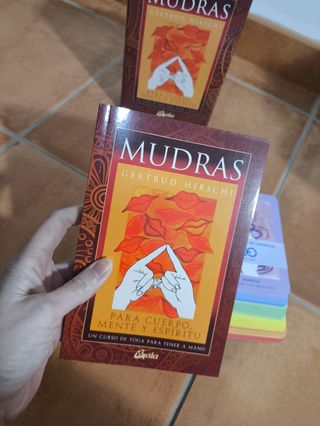 MUDRAS
GERTRUD HIRSCHI
MUDRAS
GERTRUD HIRSCHI
PARA CUERPO,
MENTE Y ESPÍRITU
UN CURSO DE YOGA PARA TENER A MANO
Gaia